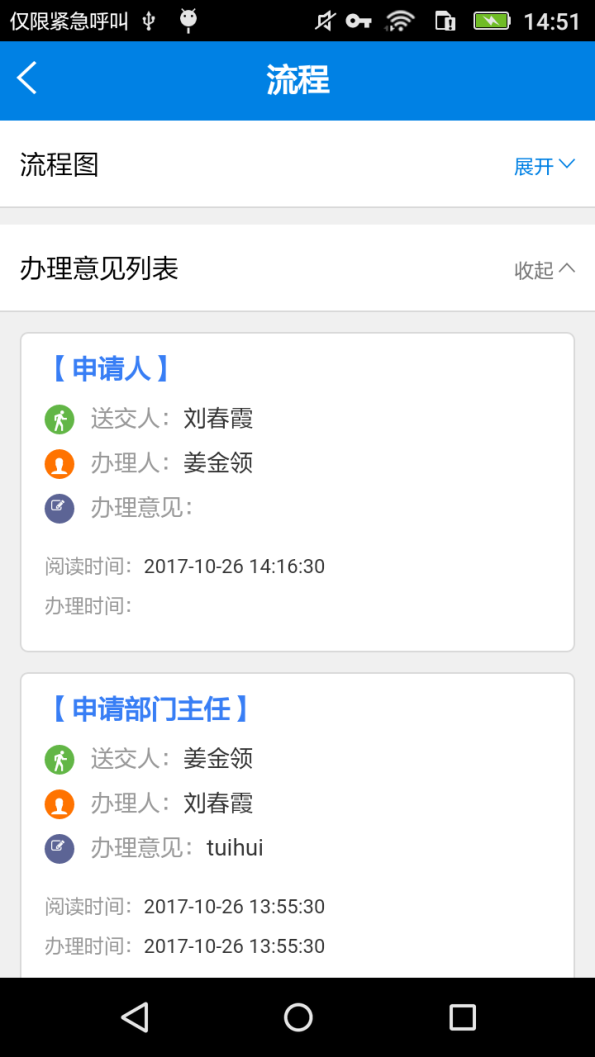 仅限紧急呼叫 14:51
流程
流程图 展开
办理意见列表 收起
【 申请人 】
送交人：刘春霞
办理人：姜金领
办理意见：
阅读时间：2017-10-26 14:16:30
办理时间：
【 申请部门主任 】
送交人：姜金领
办理人：刘春霞
办理意见：tuihui
阅读时间：2017-10-26 13:55:30
办理时间：2017-10-26 13:55:30